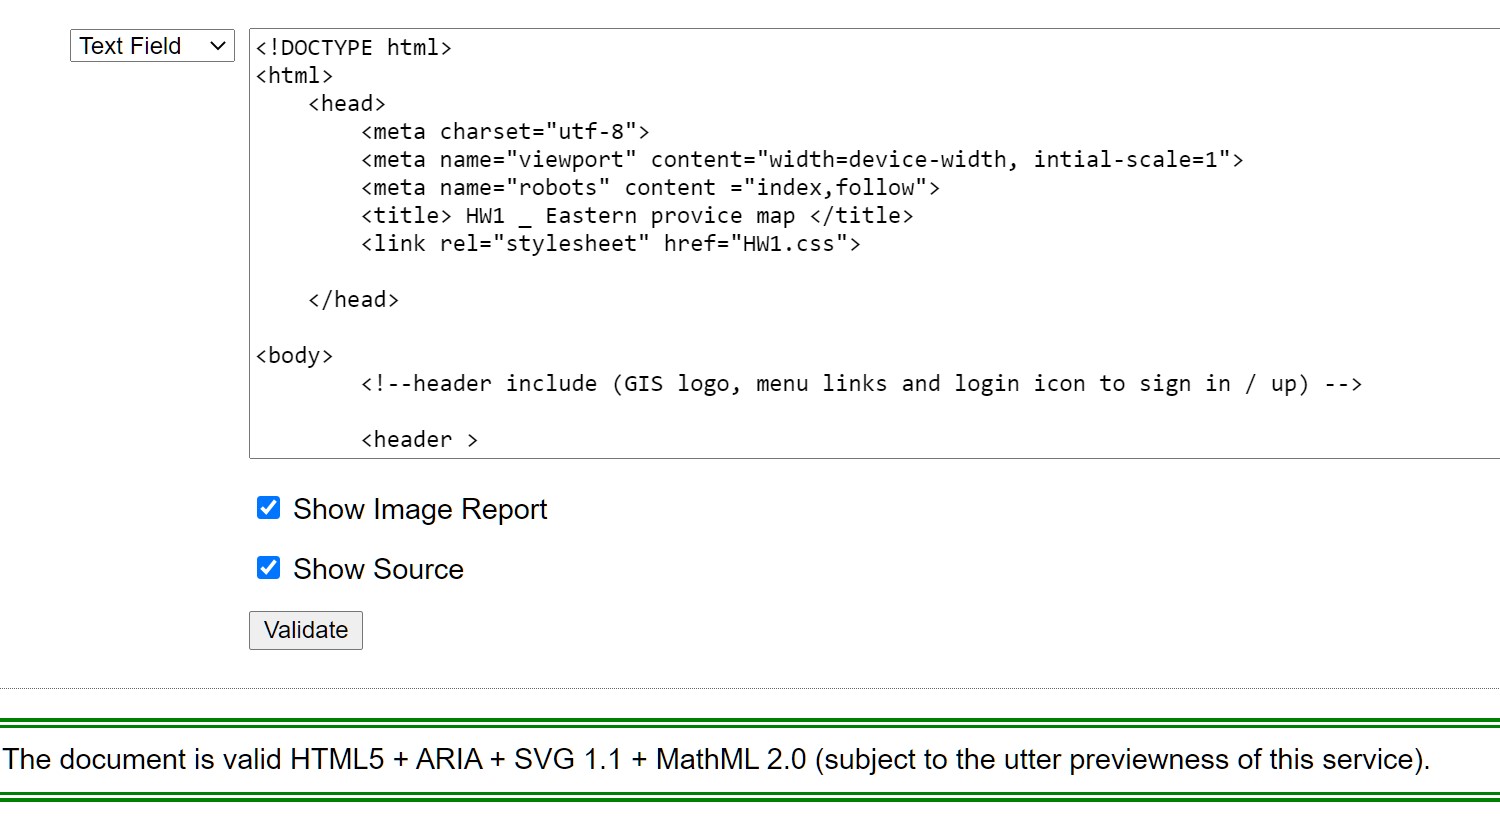 Text Field
<!DOCTYPE html>
<html>
    <head>
        <meta charset="utf-8">
        <meta name="viewport" content="width=device-width, intial-scale=1">
        <meta name="robots" content ="index,follow">
        <title> HW1 _ Eastern provice map </title>
        <link rel="stylesheet" href="HW1.css">
    </head>
<body>
        <!--header include (GIS logo, menu links and login icon to sign in / up) -->
        <header >
Show Image Report
Show Source
Validate
The document is valid HTML5 + ARIA + SVG 1.1 + MathML 2.0 (subject to the utter previewness of this service).